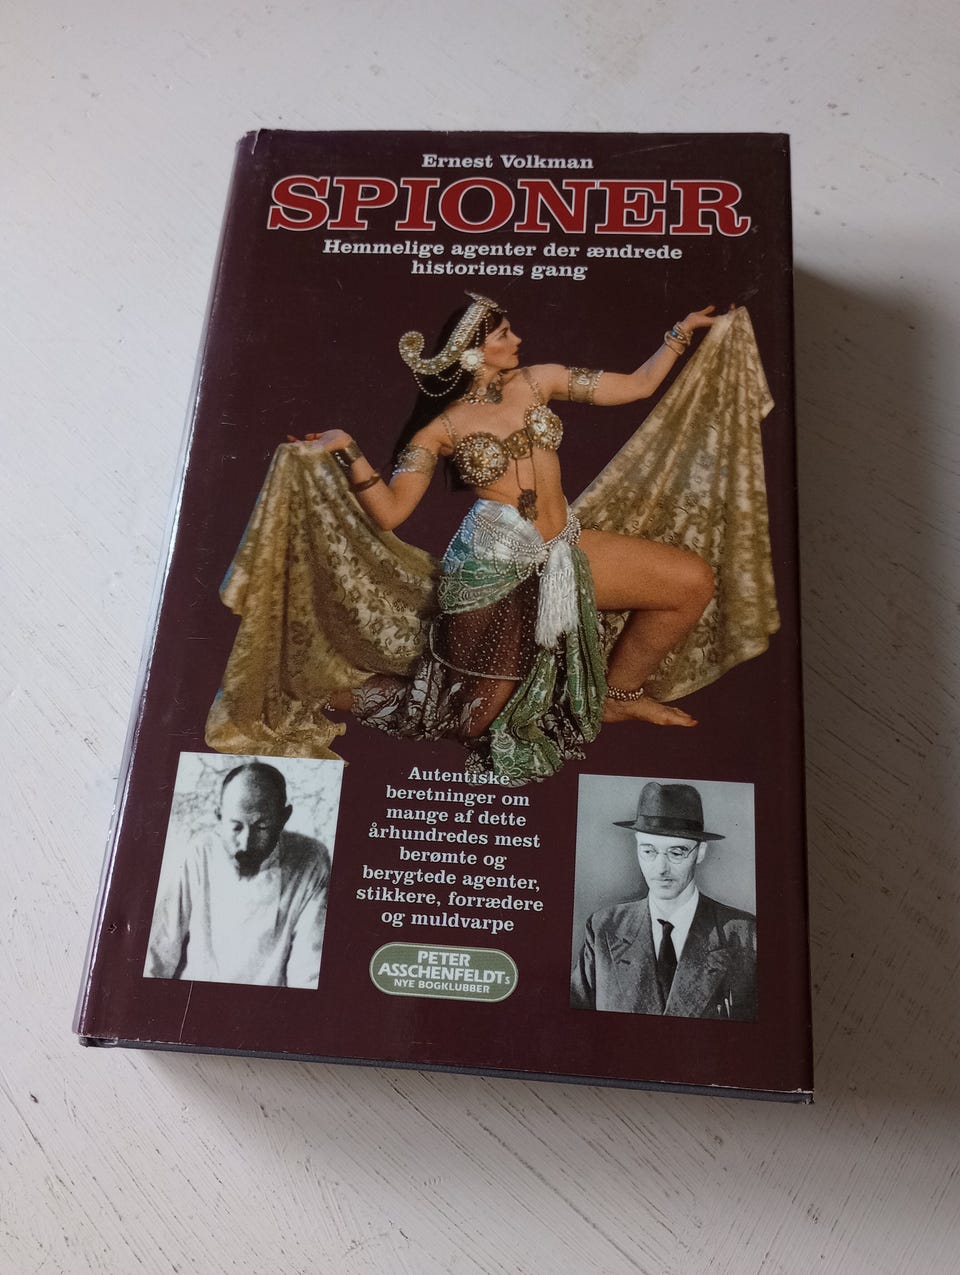 Ernest Volkman
SPIONER
Hemmelige agenter der ændrede
historiens gang
Autentiske
beretninger om
mange af dette
århundredes mest
berømte og
berygtede agenter,
stikkere, forrædere
og muldvarpe
PETER
ASSCHENFELDTs
NYE BOGKLUBBER